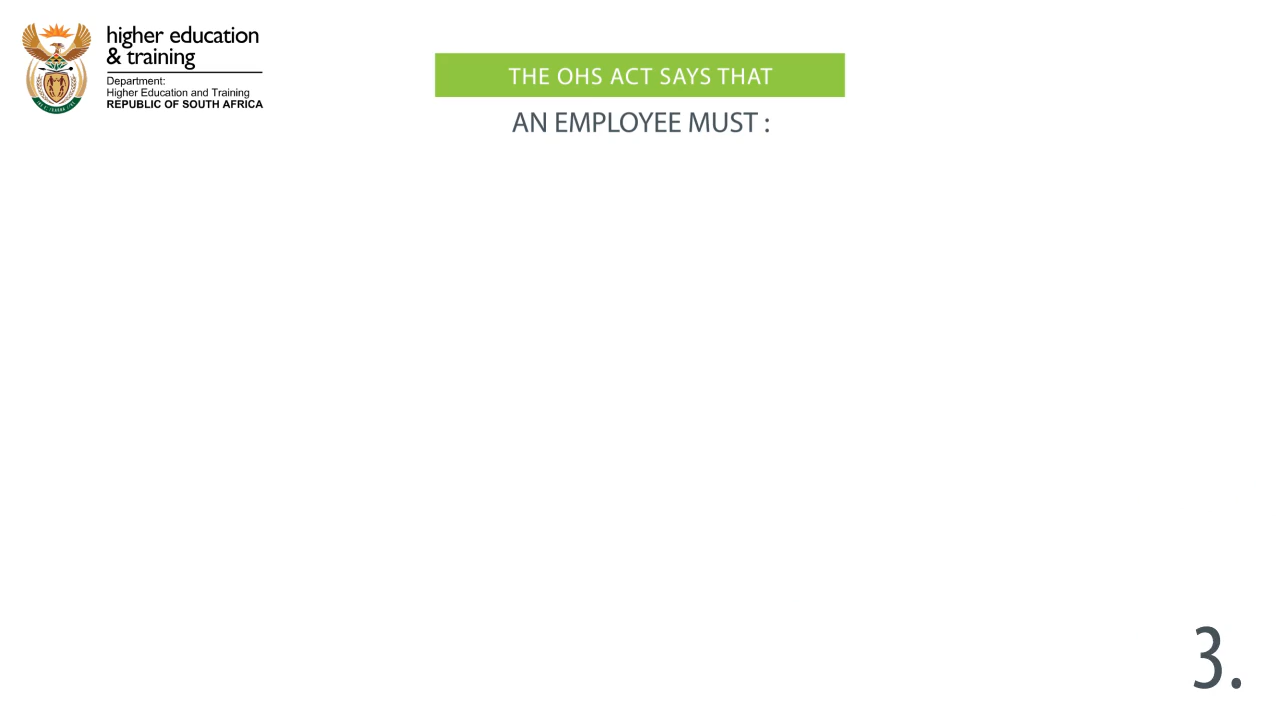 higher education
& training
Department:
Higher Education and Training
REPUBLIC OF SOUTH AFRICA
THE OHS ACT SAYS THAT
AN EMPLOYEE MUST :
3.